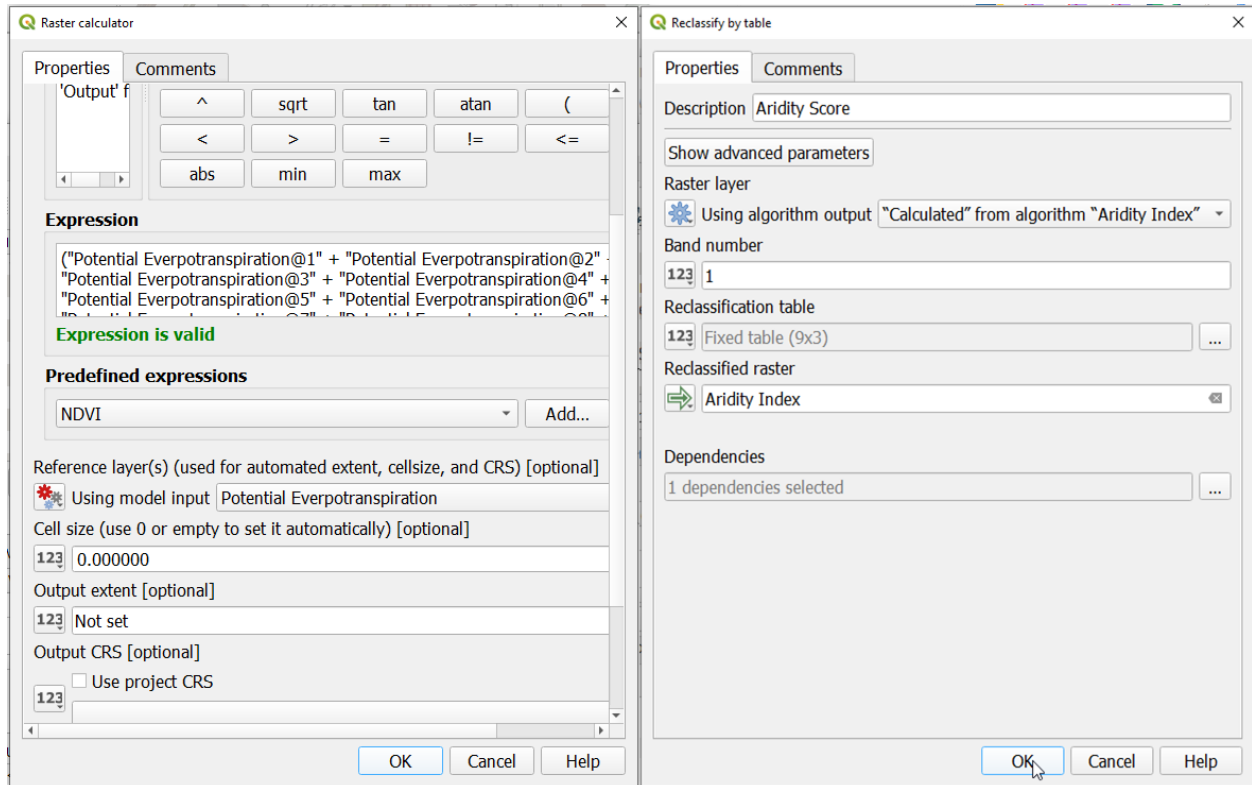 Raster calculator
Properties
Comments
'Output' f
^
sqrt
tan
atan
(
<
>
=
!=
<=
abs
min
max
Expression
("Potential Everpotranspiration@1" + "Potential Everpotranspiration@2" +
"Potential Everpotranspiration@3" + "Potential Everpotranspiration@4" +
"Potential Everpotranspiration@5" + "Potential Everpotranspiration@6" +
Expression is valid
Predefined expressions
NDVI
Add...
Reference layer(s) (used for automated extent, cellsize, and CRS) [optional]
Using model input Potential Everpotranspiration
Cell size (use 0 or empty to set it automatically) [optional]
123 0.000000
Output extent [optional]
123 Not set
Output CRS [optional]
Use project CRS
123
OK
Cancel
Help
Reclassify by table
Properties
Comments
Description Aridity Score
Show advanced parameters
Raster layer
Using algorithm output "Calculated" from algorithm "Aridity Index"
Band number
123 1
Reclassification table
123 Fixed table (9x3) ...
Reclassified raster
Aridity Index
Dependencies
1 dependencies selected ...
OK
Cancel
Help